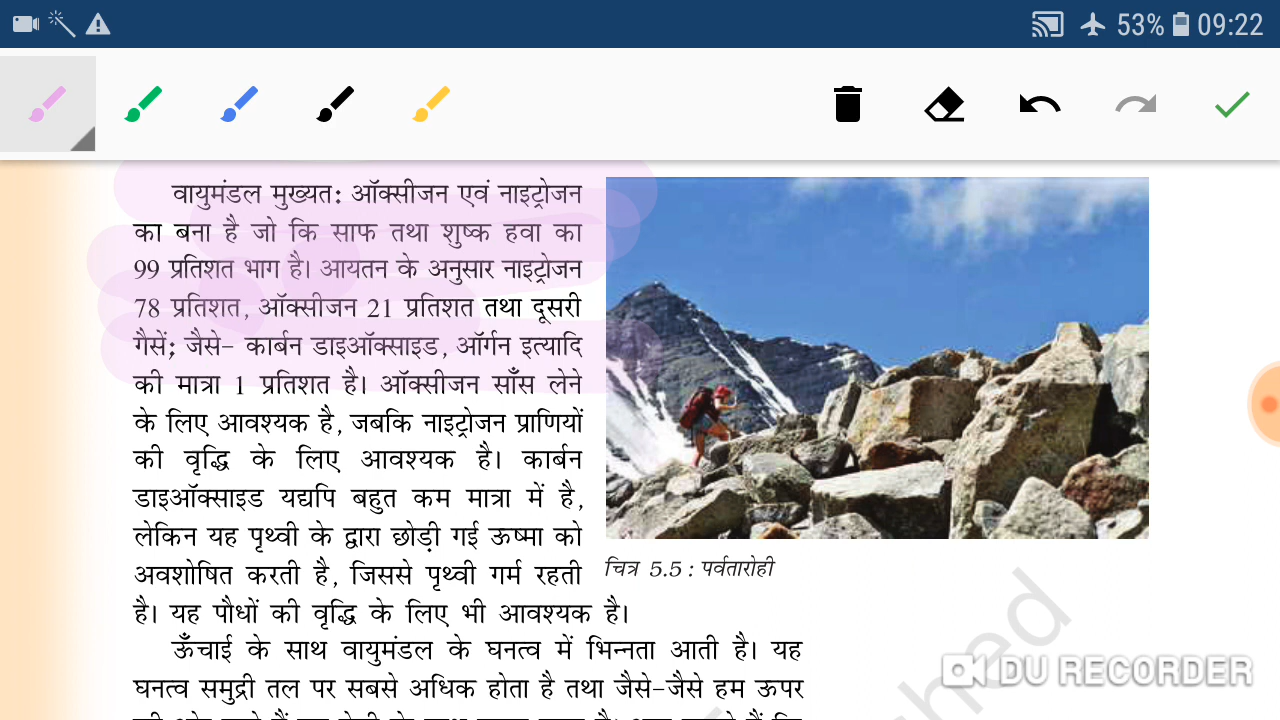 53% 09:22
वायुमंडल मुख्यत: ऑक्सीजन एवं नाइट्रोजन
का बना है जो कि साफ तथा शुष्क हवा का
99 प्रतिशत भाग है। आयतन के अनुसार नाइट्रोजन
78 प्रतिशत, ऑक्सीजन 21 प्रतिशत तथा दूसरी
गैसें; जैसे- कार्बन डाइऑक्साइड, ऑर्गन इत्यादि
की मात्रा 1 प्रतिशत है। ऑक्सीजन साँस लेने
के लिए आवश्यक है, जबकि नाइट्रोजन प्राणियों
की वृद्धि के लिए आवश्यक है। कार्बन
डाइऑक्साइड यद्यपि बहुत कम मात्रा में है,
लेकिन यह पृथ्वी के द्वारा छोड़ी गई ऊष्मा को
अवशोषित करती है, जिससे पृथ्वी गर्म रहती
है। यह पौधों की वृद्धि के लिए भी आवश्यक है।
चित्र 5.5 : पर्वतारोही
ऊँचाई के साथ वायुमंडल के घनत्व में भिन्नता आती है। यह
घनत्व समुद्री तल पर सबसे अधिक होता है तथा जैसे-जैसे हम ऊपर
DU RECORDER